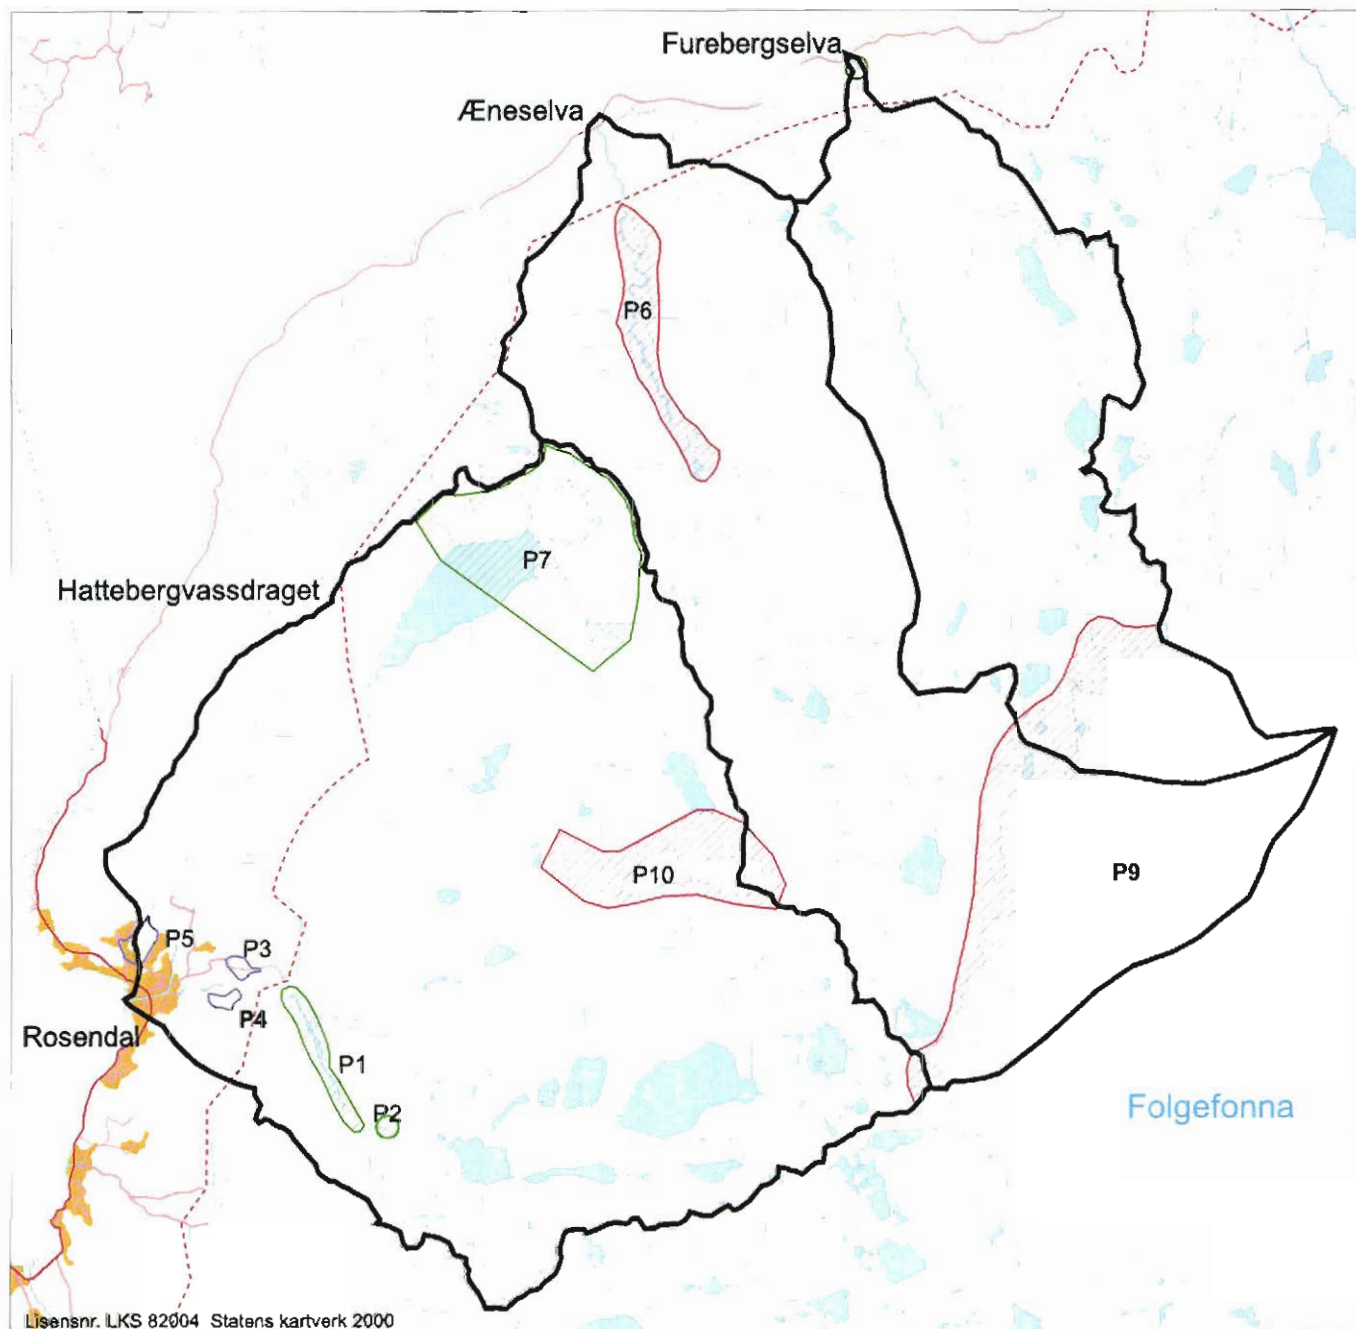 Furebergselva
Æneselva
P6
P7
Hattebergvassdraget
P10
P9
P5
P3
P4
Rosendal
P1
P2
Folgefonna
Lisensnr. LKS 82004 Statens kartverk 2000